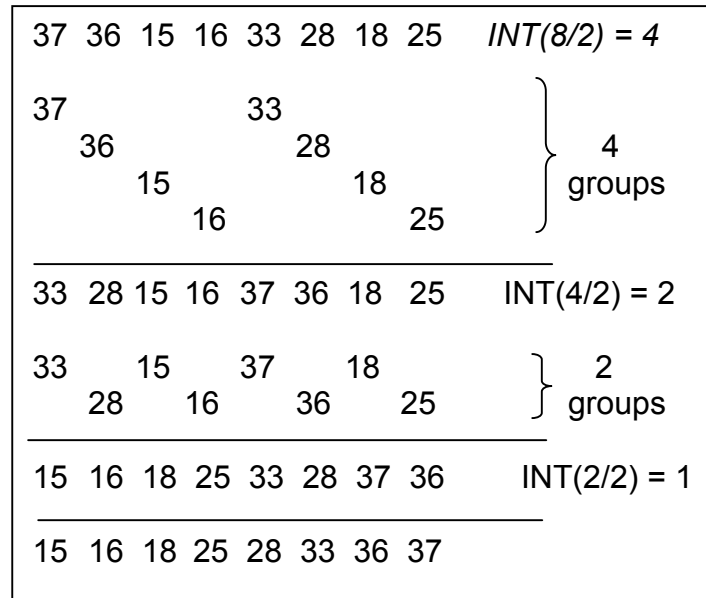 37 36 15 16 33 28 18 25 INT(8/2) = 4
37 33
36 28 4
15 18 groups
16 25
33 28 15 16 37 36 18 25 INT(4/2) = 2
33 15 37 18 2
28 16 36 25 groups
15 16 18 25 33 28 37 36 INT(2/2) = 1
15 16 18 25 28 33 36 37